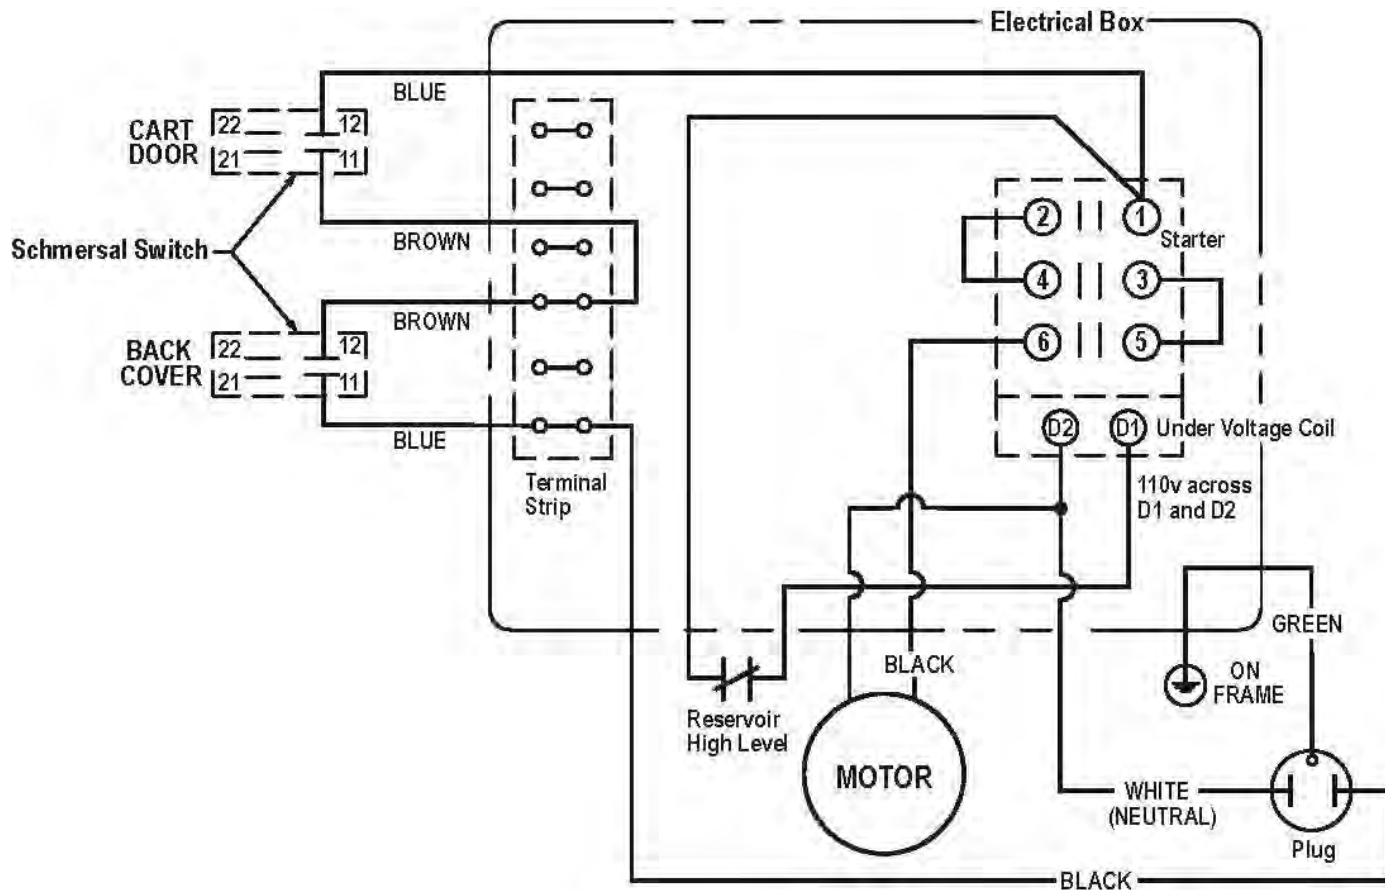 Electrical Box
BLUE
CART
DOOR
22
12
21
11
Schmersal Switch
BROWN
BROWN
BACK
COVER
22
12
21
11
BLUE
Terminal
Strip
2
1
Starter
4
3
6
5
D2
D1
Under Voltage Coil
110v across
D1 and D2
GREEN
ON
FRAME
BLACK
Reservoir
High Level
MOTOR
WHITE
(NEUTRAL)
Plug
BLACK